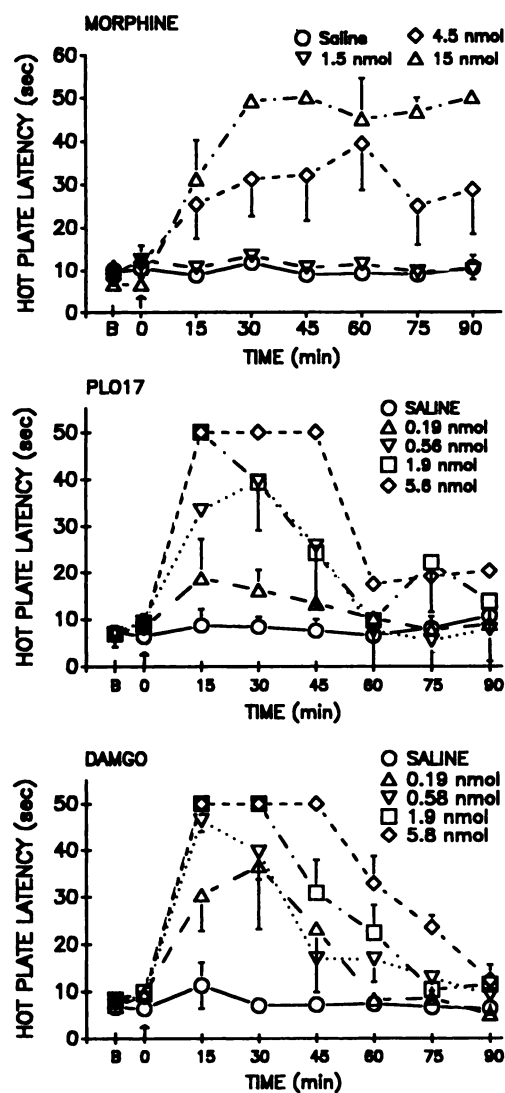 MORPHINE
Saline
4.5 nmol
1.5 nmol
15 nmol
HOT PLATE LATENCY (sec)
60
50
40
30
20
10
0
B 0 15 30 45 60 75 90
TIME (min)
PLO17
SALINE
0.19 nmol
0.56 nmol
1.9 nmol
5.6 nmol
HOT PLATE LATENCY (sec)
50
40
30
20
10
0
B 0 15 30 45 60 75 90
TIME (min)
DAMGO
SALINE
0.19 nmol
0.58 nmol
1.9 nmol
5.8 nmol
HOT PLATE LATENCY (sec)
50
40
30
20
10
0
B 0 15 30 45 60 75 90
TIME (min)